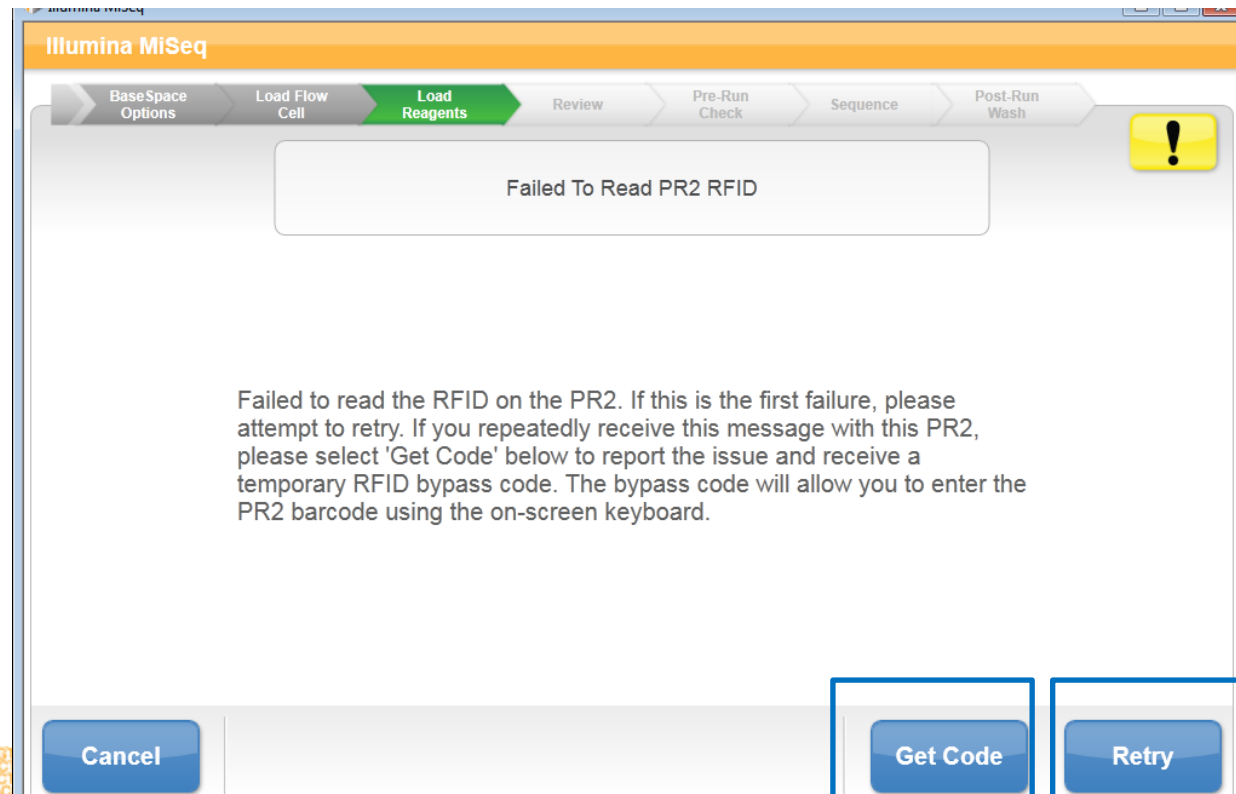 Illumina MiSeq
Illumina MiSeq
BaseSpace Options
Load Flow Cell
Load Reagents
Review
Pre-Run Check
Sequence
Post-Run Wash
!
Failed To Read PR2 RFID
Failed to read the RFID on the PR2. If this is the first failure, please
attempt to retry. If you repeatedly receive this message with this PR2,
please select 'Get Code' below to report the issue and receive a
temporary RFID bypass code. The bypass code will allow you to enter the
PR2 barcode using the on-screen keyboard.
Cancel
Get Code
Retry